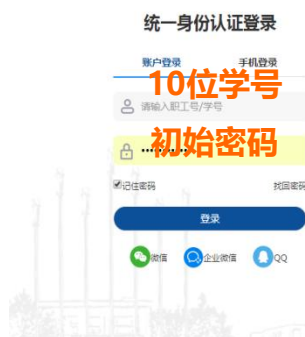 统一身份认证登录
账户登录 手机登录
10位学号
请输入职工号/学号
初始密码
记住密码 找回密码
登录
微信 企业微信 QQ